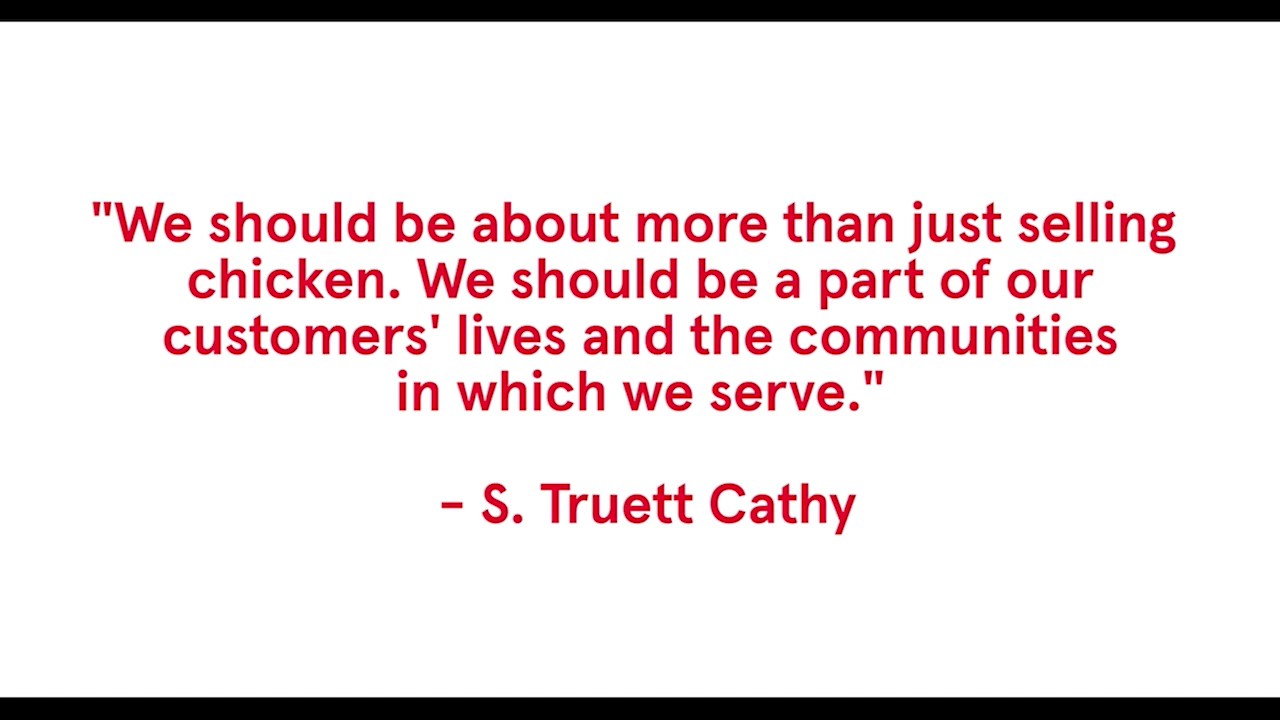 "We should be about more than just selling
chicken. We should be a part of our
customers' lives and the communities
in which we serve."
– S. Truett Cathy